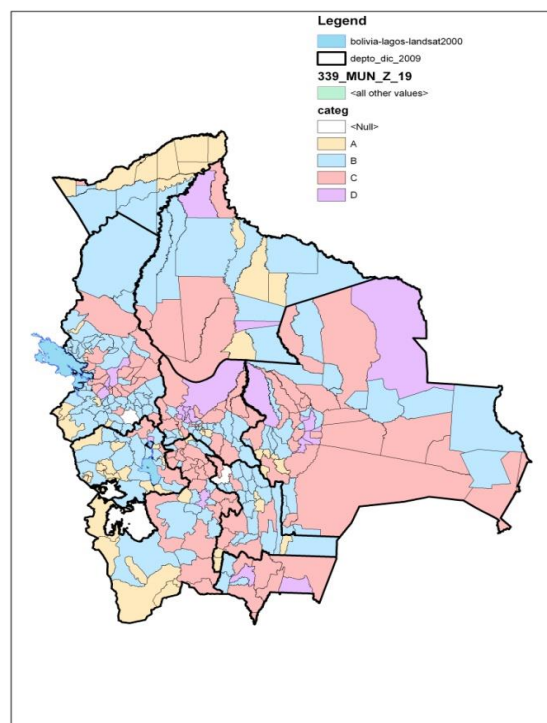 Legend
bolivia-lagos-landsat2000
depto_dic_2009
339_MUN_Z_19
<all other values>
categ
<Null>
A
B
C
D